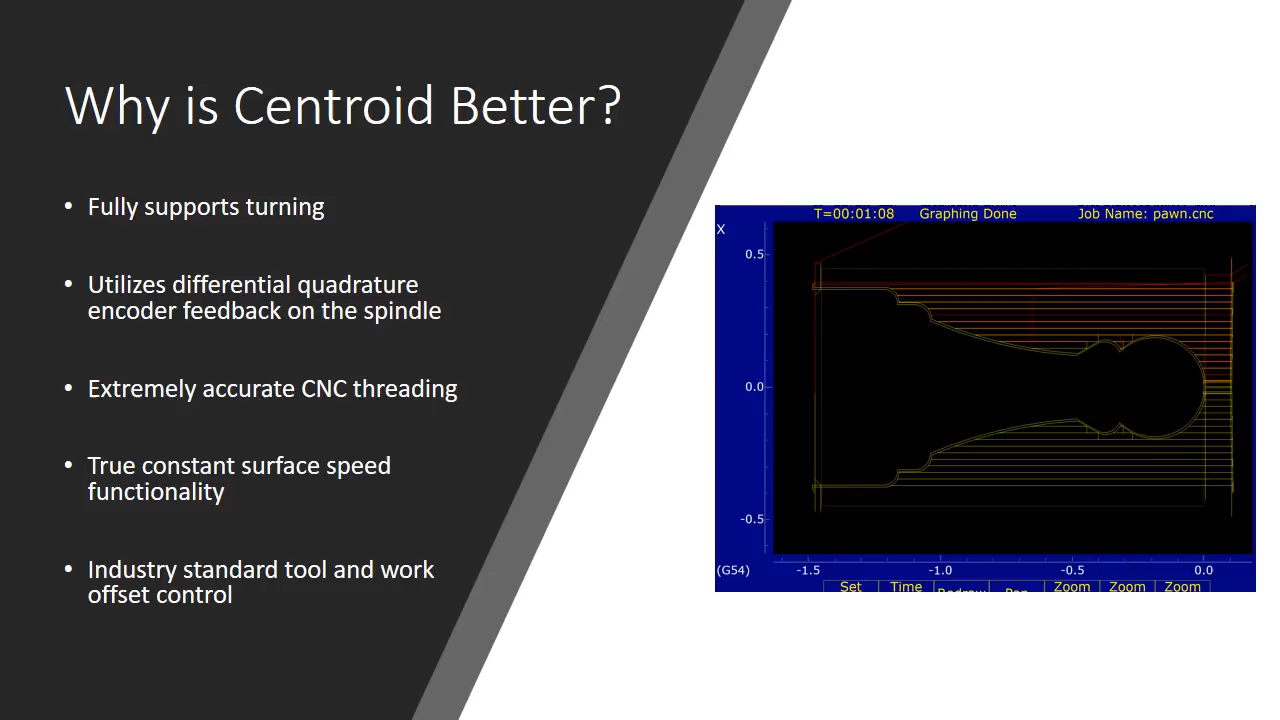 Why is Centroid Better?
• Fully supports turning
• Utilizes differential quadrature
encoder feedback on the spindle
• Extremely accurate CNC threading
• True constant surface speed
functionality
• Industry standard tool and work
offset control
T=00:01:08 Graphing Done Job Name: pawn.cnc
X
0.5
0.0
-0.5
(G54) -1.5 -1.0 -0.5 0.0
Set Time Redraw Pan Zoom Zoom Zoom